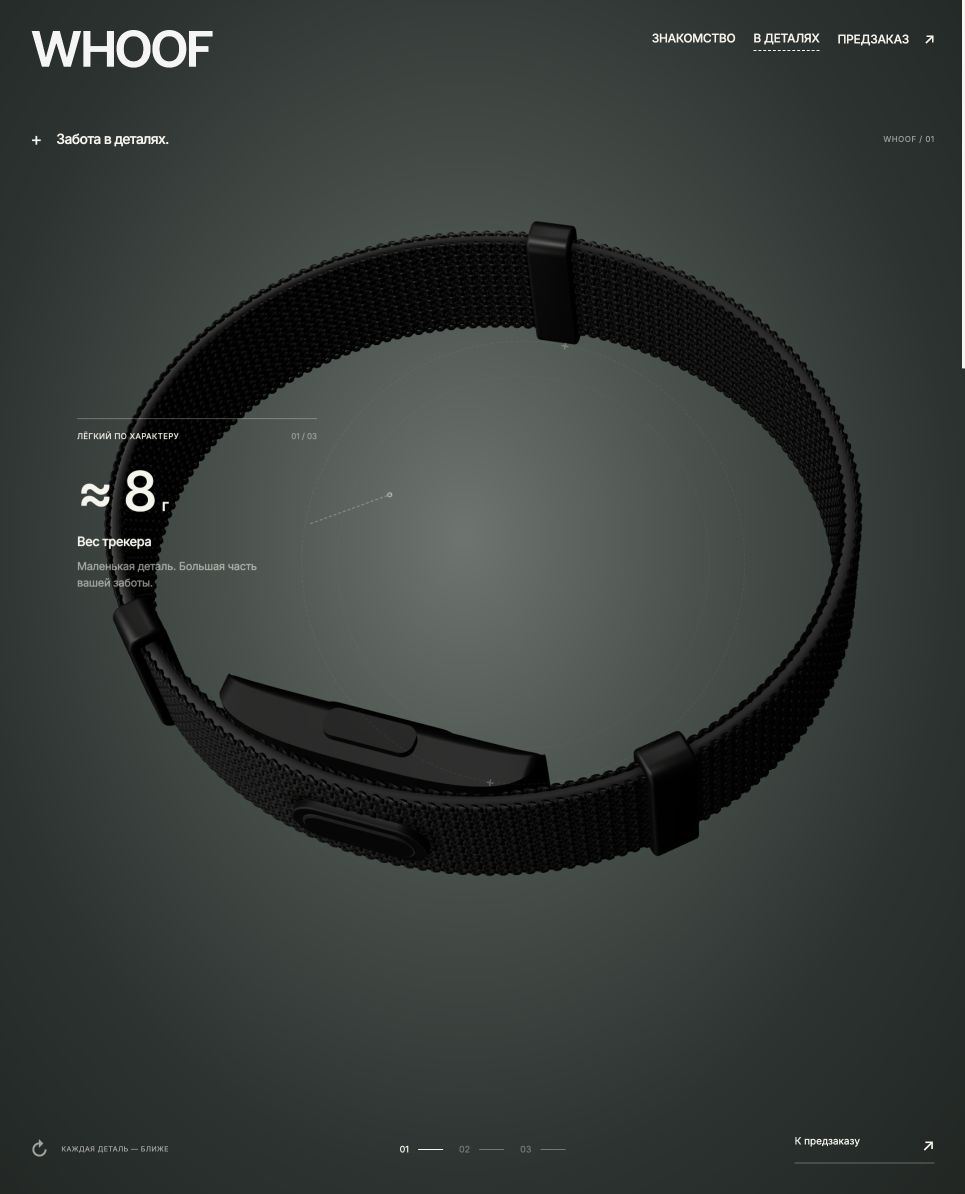 WHOOF
ЗНАКОМСТВО
В ДЕТАЛЯХ
ПРЕДЗАКАЗ
+ Забота в деталях.
WHOOF / 01
ЛЁГКИЙ ПО ХАРАКТЕРУ
01 / 03
≈ 8 г
Вес трекера
Маленькая деталь. Большая часть
вашей заботы.
КАЖДАЯ ДЕТАЛЬ — БЛИЖЕ
01
02
03
К предзаказу